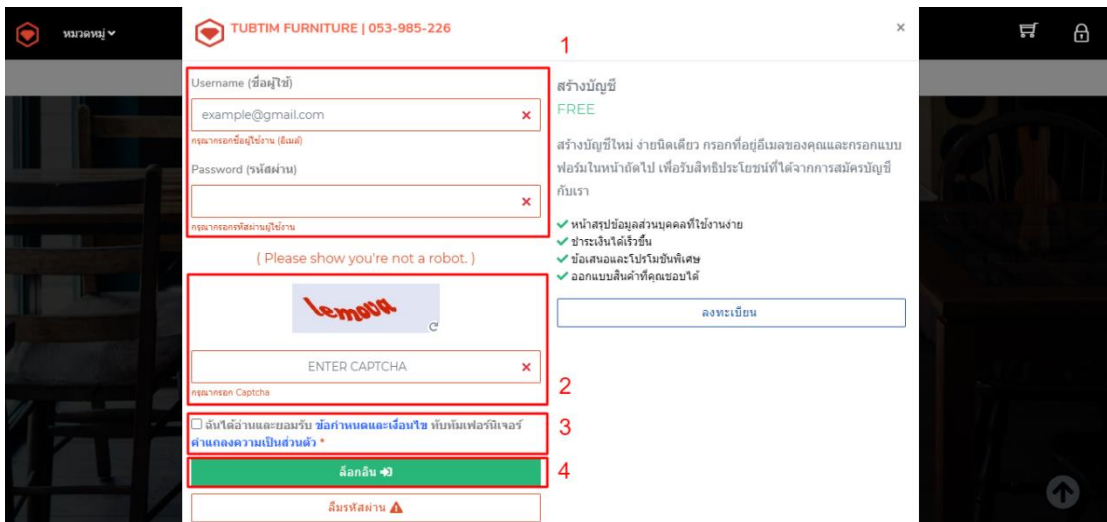 หมวดหมู่
TUBTIM FURNITURE | 053-985-226
×
1
Username (ชื่อผู้ใช้)
example@gmail.com
กรุณากรอกชื่อผู้ใช้งาน (อีเมล์)
Password (รหัสผ่าน)
กรุณากรอกรหัสผ่านผู้ใช้งาน
( Please show you're not a robot. )
lemova
ENTER CAPTCHA
กรุณากรอก Captcha
2
ฉันได้อ่านและยอมรับ ข้อกำหนดและเงื่อนไข ทับทิมเฟอร์นิเจอร์
คำแถลงความเป็นส่วนตัว *
3
ล็อกอิน
4
ลืมรหัสผ่าน
สร้างบัญชี
FREE
สร้างบัญชีใหม่ ง่ายนิดเดียว กรอกที่อยู่อีเมลของคุณและกรอกแบบ
ฟอร์มในหน้าถัดไป เพื่อรับสิทธิประโยชน์ที่ได้จากการสมัครบัญชี
กับเรา
หน้าสรุปข้อมูลส่วนบุคคลที่ใช้งานง่าย
ชำระเงินได้เร็วขึ้น
ข้อเสนอและโปรโมชันพิเศษ
ออกแบบสินค้าที่คุณชอบได้
ลงทะเบียน